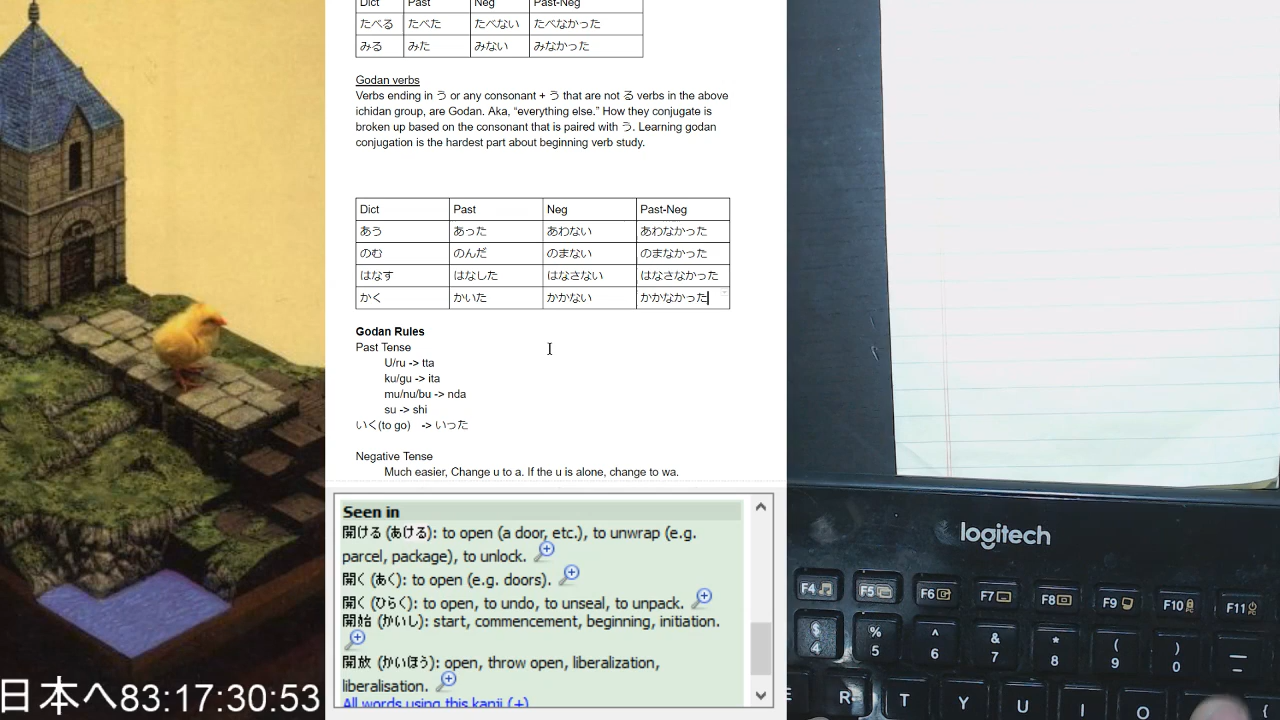 Dict Past Neg Past-Neg
たべる たべた たべない たべなかった
みる みた みない みなかった
Godan verbs
Verbs ending in う or any consonant + う that are not る verbs in the above
ichidan group, are Godan. Aka, “everything else.” How they conjugate is
broken up based on the consonant that is paired with う. Learning godan
conjugation is the hardest part about beginning verb study.
Dict Past Neg Past-Neg
あう あった あわない あわなかった
のむ のんだ のまない のまなかった
はなす はなした はなさない はなさなかった
かく かいた かかない かかなかった
Godan Rules
Past Tense
U/ru -> tta
ku/gu -> ita
mu/nu/bu -> nda
su -> shi
いく(to go) -> いった
Negative Tense
Much easier, Change u to a. If the u is alone, change to wa.
Seen in
開ける (あける): to open (a door, etc.), to unwrap (e.g.
parcel, package), to unlock.
開く (あく): to open (e.g. doors).
開く (ひらく): to open, to undo, to unseal, to unpack.
開始 (かいし): start, commencement, beginning, initiation.
開放 (かいほう): open, throw open, liberalization,
liberalisation.
All words using this kanji (+)
日本へ83:17:30:53
logitech
F4 F5 F6 F7 F8 F9 F10 F11
$ % ^ & * ( )
4 5 6 7 8 9 0
E R T Y U I O {